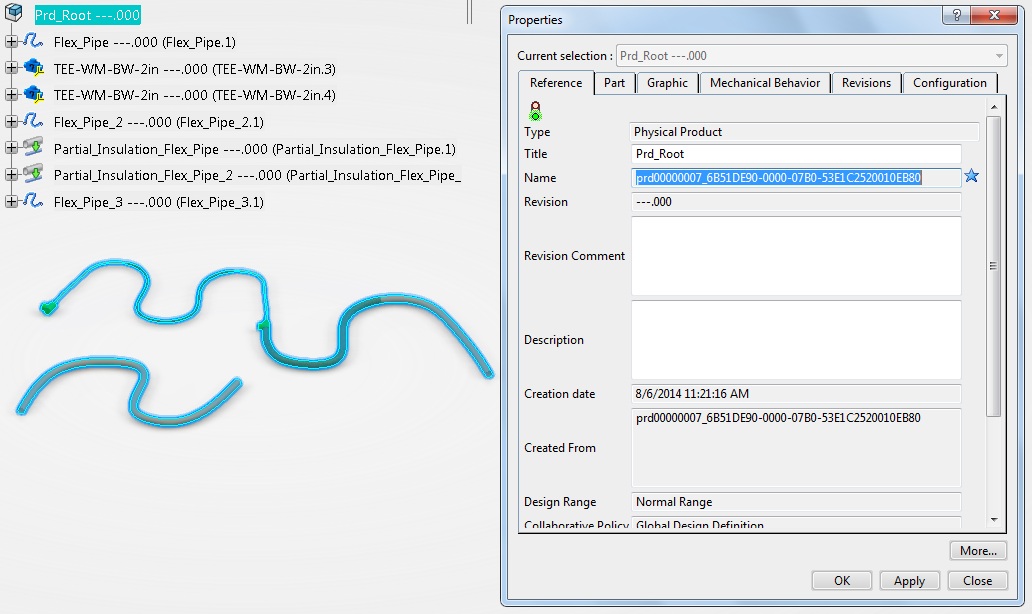 Prd_Root ---.000
Flex_Pipe ---.000 (Flex_Pipe.1)
TEE-WM-BW-2in ---.000 (TEE-WM-BW-2in.3)
TEE-WM-BW-2in ---.000 (TEE-WM-BW-2in.4)
Flex_Pipe_2 ---.000 (Flex_Pipe_2.1)
Partial_Insulation_Flex_Pipe ---.000 (Partial_Insulation_Flex_Pipe.1)
Partial_Insulation_Flex_Pipe_2 ---.000 (Partial_Insulation_Flex_Pipe_
Flex_Pipe_3 ---.000 (Flex_Pipe_3.1)
Properties
Current selection : Prd_Root ---.000
Reference Part Graphic Mechanical Behavior Revisions Configuration
Type Physical Product
Title Prd_Root
Name prd00000007_6B51DE90-0000-07B0-53E1C2520010EB80
Revision ---.000
Revision Comment
Description
Creation date 8/6/2014 11:21:16 AM
prd00000007_6B51DE90-0000-07B0-53E1C2520010EB80
Created From
Design Range Normal Range
Collaborative Policy Global Design Definition
More...
OK Apply Close